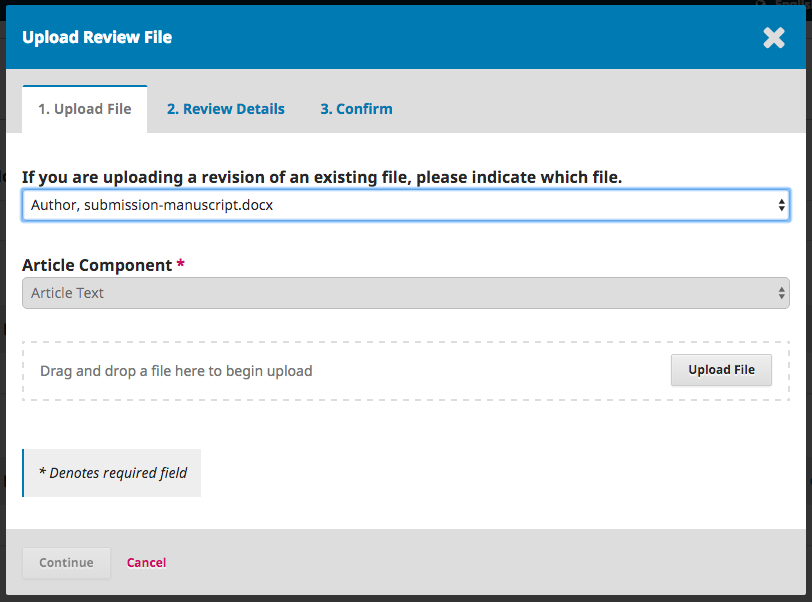 Upload Review File
1. Upload File 2. Review Details 3. Confirm
If you are uploading a revision of an existing file, please indicate which file.
Author, submission-manuscript.docx
Article Component *
Article Text
Drag and drop a file here to begin upload
Upload File
* Denotes required field
Continue Cancel